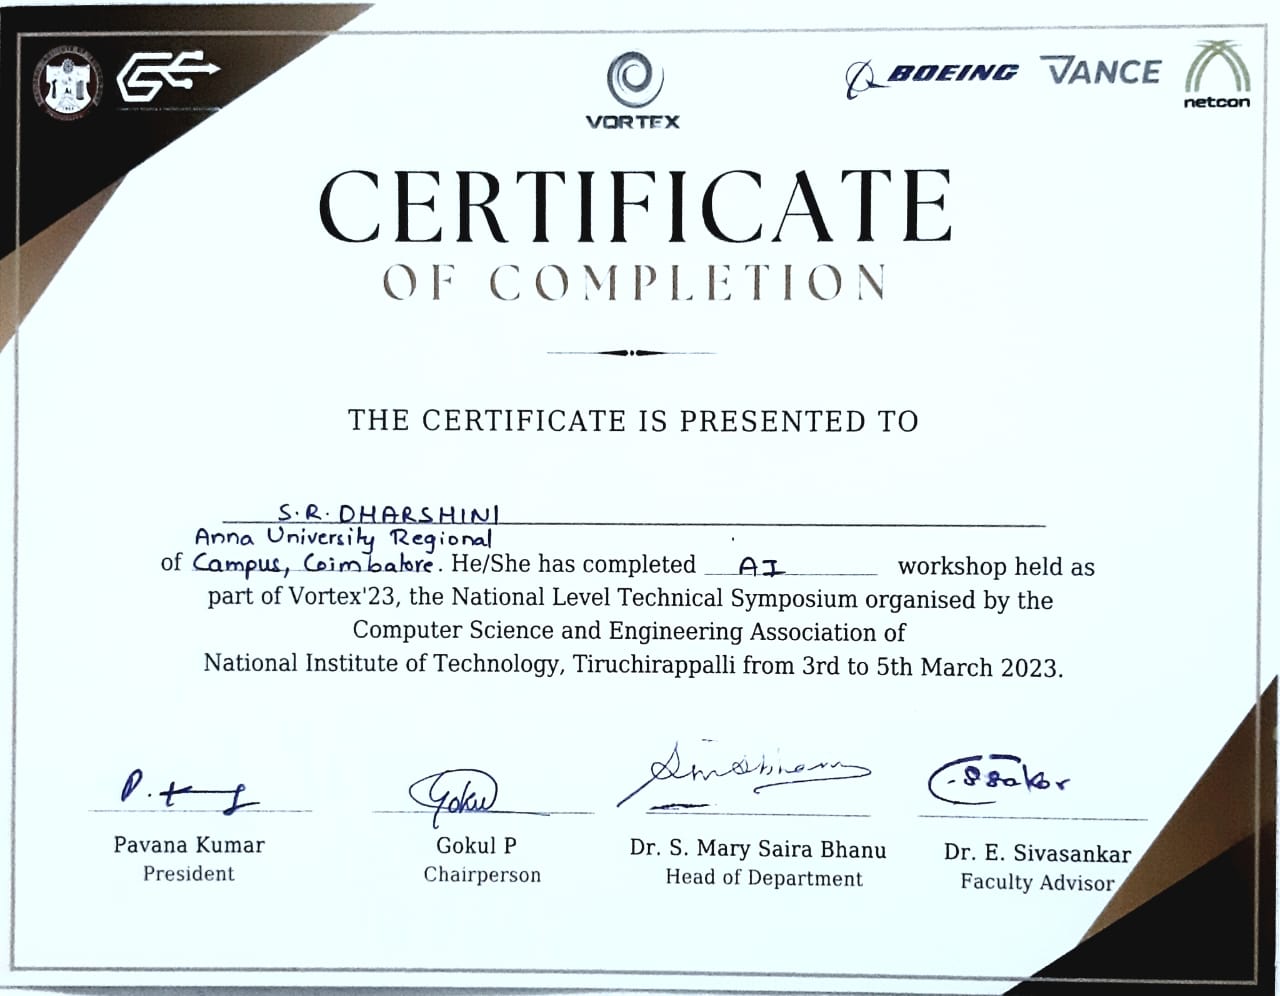 VORTEX
BOEING
VANCE
netcon
CERTIFICATE
OF COMPLETION
THE CERTIFICATE IS PRESENTED TO
S.R. DHARSHINI
Anna University Regional
of Campus, Coimbatore. He/She has completed AI workshop held as
part of Vortex'23, the National Level Technical Symposium organised by the
Computer Science and Engineering Association of
National Institute of Technology, Tiruchirappalli from 3rd to 5th March 2023.
Pavana Kumar
President
Gokul P
Chairperson
Dr. S. Mary Saira Bhanu
Head of Department
Dr. E. Sivasankar
Faculty Advisor